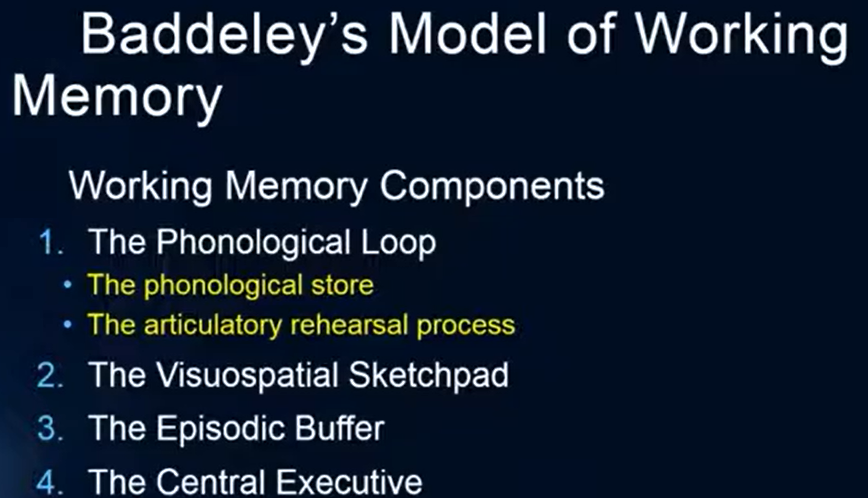 Baddeley's Model of Working
Memory
Working Memory Components
1. The Phonological Loop
• The phonological store
• The articulatory rehearsal process
2. The Visuospatial Sketchpad
3. The Episodic Buffer
4. The Central Executive